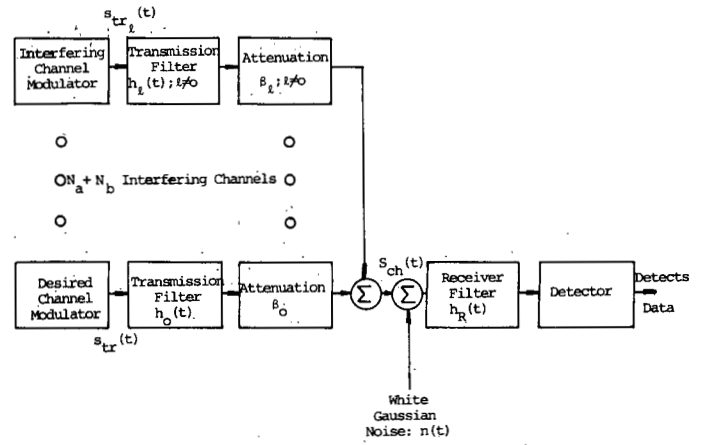 s_tr_ℓ(t)
Interfering
Channel
Modulator
Transmission
Filter
h_ℓ(t);ℓ≠0
Attenuation
β_ℓ;ℓ≠0
N_a + N_b Interfering Channels
Desired
Channel
Modulator
s_tr(t)
Transmission
Filter
h_o(t)
Attenuation
β_o
Σ
S_ch(t)
Σ
Receiver
Filter
h_R(t)
Detector
Detects
Data
White
Gaussian
Noise: n(t)